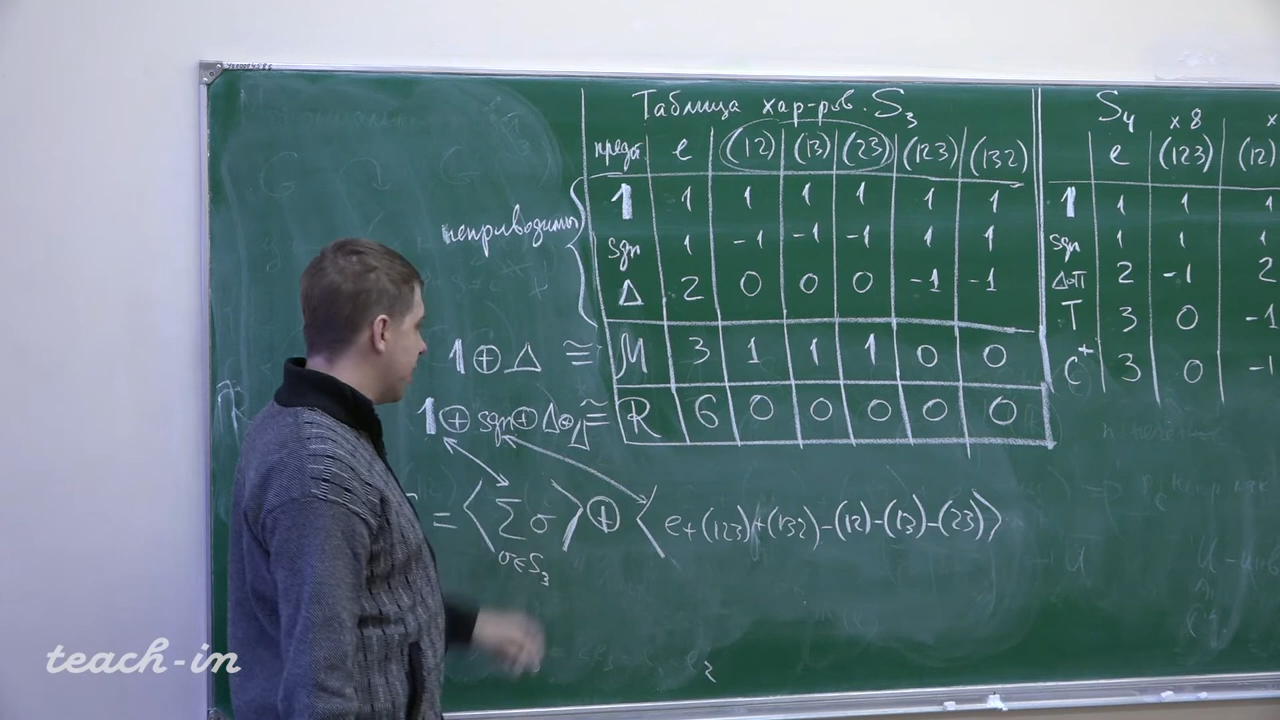 Таблица хар-ров. S₃
предст e (12) (13) (23) (123) (132)
1 1 1 1 1 1 1
sgn 1 -1 -1 -1 1 1
Δ 2 0 0 0 -1 -1
неприводимы
1 ⊕ Δ ≅ M 3 1 1 1 0 0
1 ⊕ sgn ⊕ Δ ⊕ Δ ≅ R 6 0 0 0 0 0
= ⟨ ∑ σ ⟩ ⊕ ⟨ e+(123)+(132)-(12)-(13)-(23)⟩
σ∈S₃
S₄ x 8 x
e (123) (12)
1 1 1 1
sgn 1 1 1
Δ∘π 2 -1 2
T 3 0 -1
C⁺ 3 0 -1
teach-in